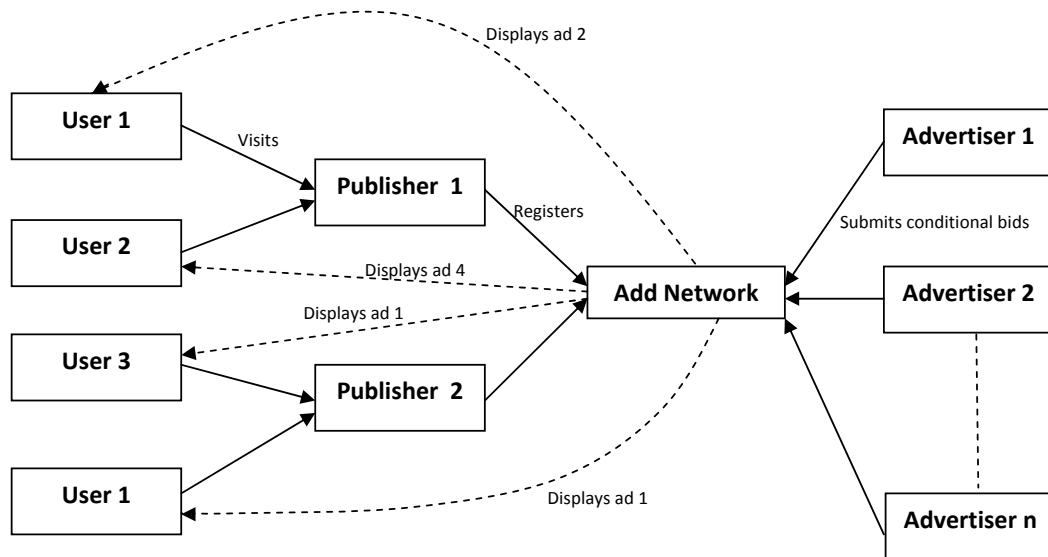 Displays ad 2
User 1
Visits
Advertiser 1
Publisher 1
Registers
Submits conditional bids
User 2
Displays ad 4
Add Network
Advertiser 2
Displays ad 1
User 3
Publisher 2
User 1
Displays ad 1
Advertiser n